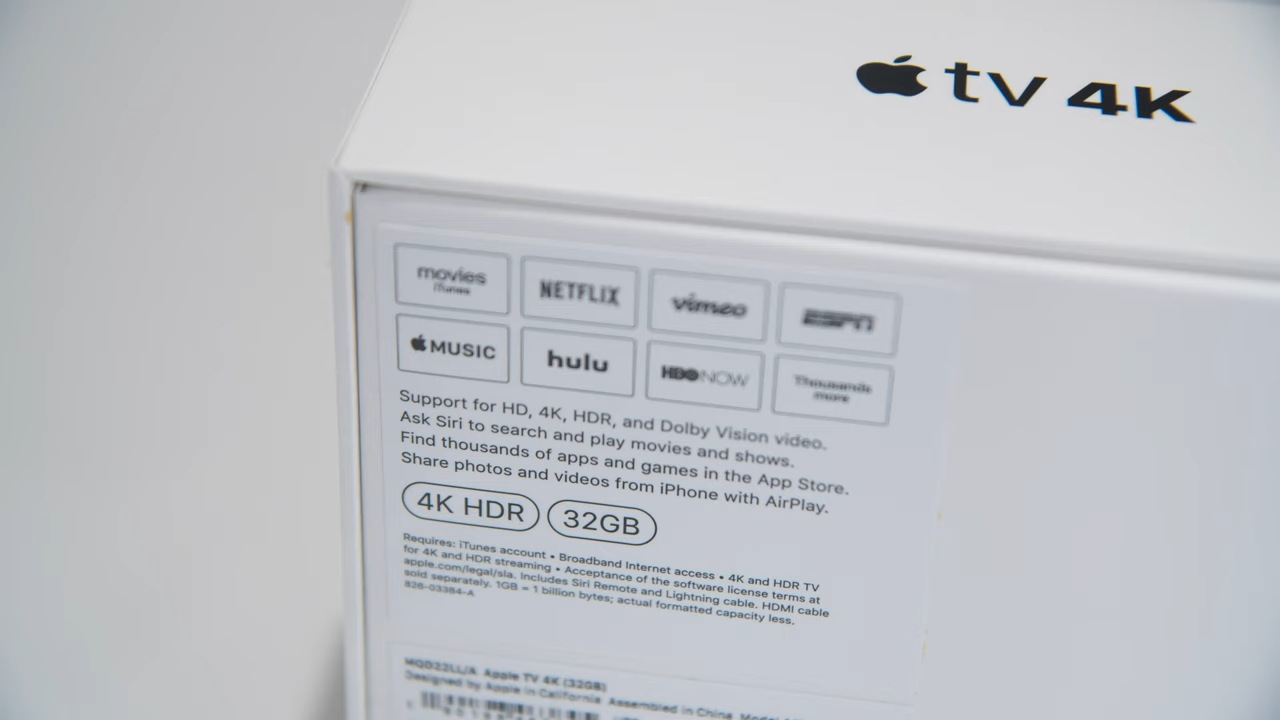 tv 4K
movies
iTunes
NETFLIX
vimeo
ESPN
MUSIC
hulu
HBO NOW
Thousands
more
Support for HD, 4K, HDR, and Dolby Vision video.
Ask Siri to search and play movies and shows.
Find thousands of apps and games in the App Store.
Share photos and videos from iPhone with AirPlay.
4K HDR
32GB
Requires: iTunes account • Broadband Internet access • 4K and HDR TV
for 4K and HDR streaming • Acceptance of the software license terms at
apple.com/legal/sla. Includes Siri Remote and Lightning cable. HDMI cable
sold separately. 1GB = 1 billion bytes; actual formatted capacity less.
828-03384-A
MQD22LL/A Apple TV 4K (32GB)
Designed by Apple in California Assembled in China Model